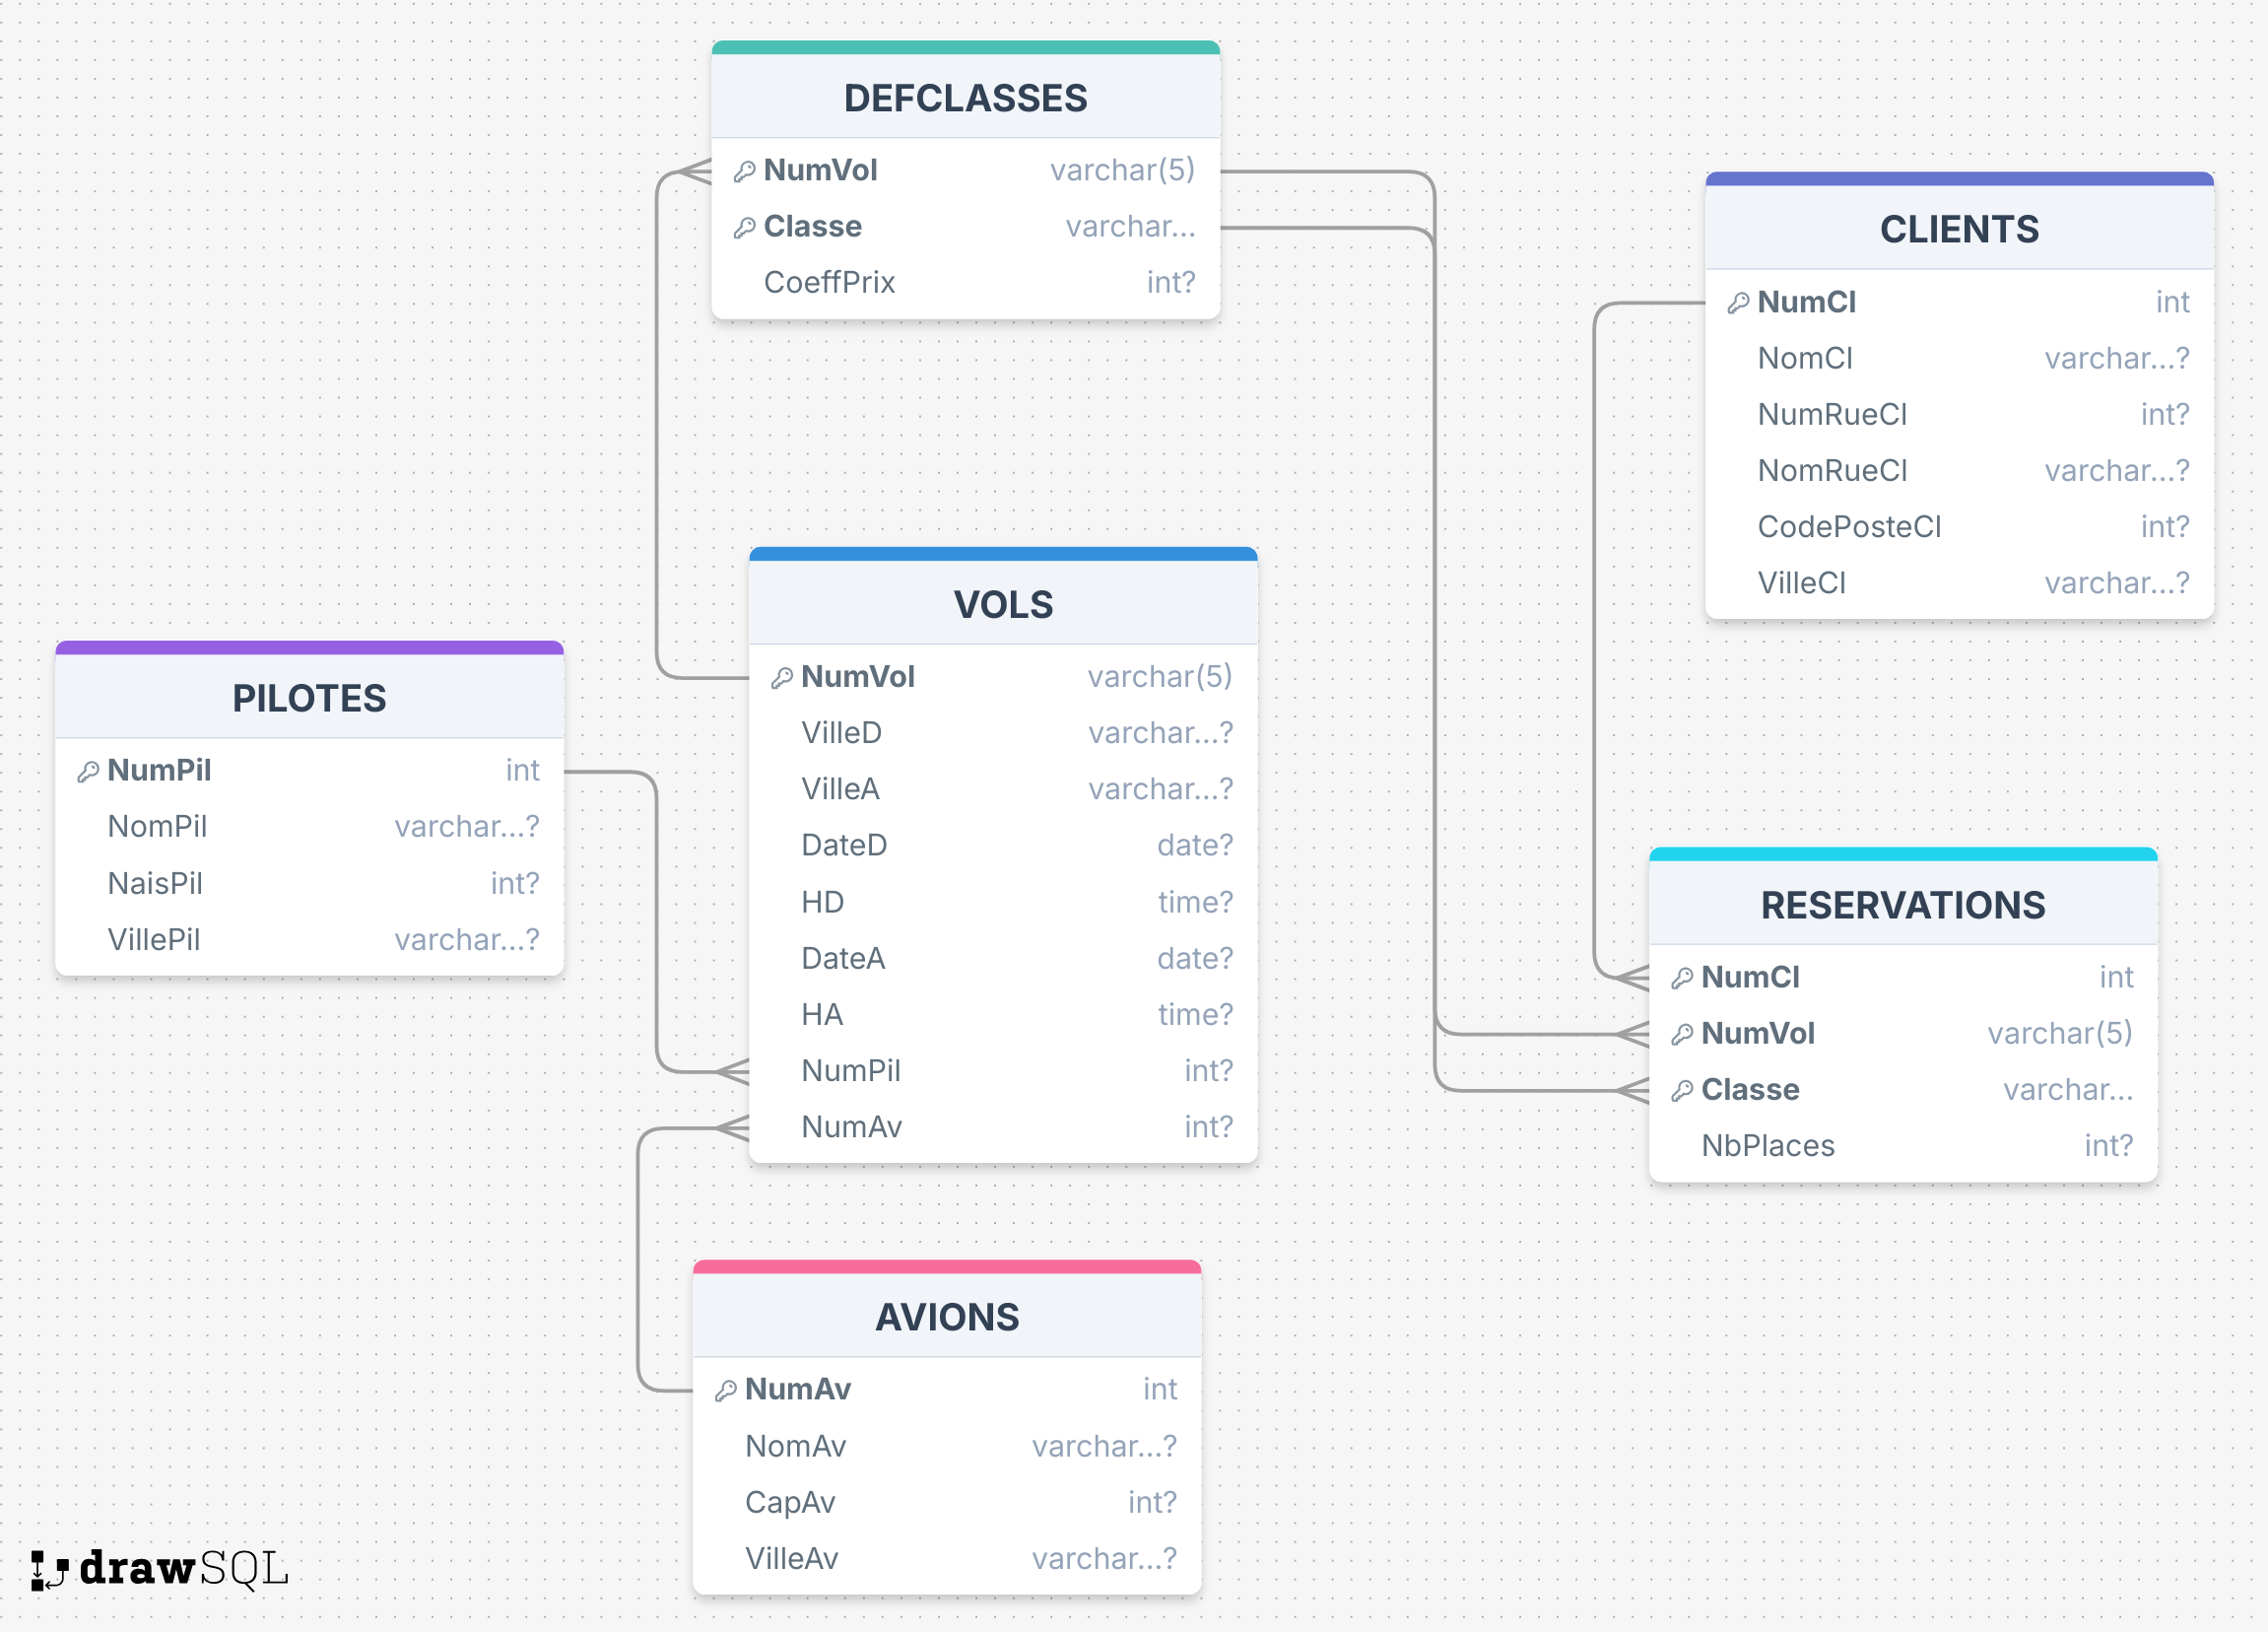 DEFCLASSES
NumVol varchar(5)
Classe varchar...
CoeffPrix int?
CLIENTS
NumCl int
NomCl varchar...?
NumRueCl int?
NomRueCl varchar...?
CodePosteCl int?
VilleCl varchar...?
VOLS
NumVol varchar(5)
VilleD varchar...?
VilleA varchar...?
DateD date?
HD time?
DateA date?
HA time?
NumPil int?
NumAv int?
PILOTES
NumPil int
NomPil varchar...?
NaisPil int?
VillePil varchar...?
RESERVATIONS
NumCl int
NumVol varchar(5)
Classe varchar...
NbPlaces int?
AVIONS
NumAv int
NomAv varchar...?
CapAv int?
VilleAv varchar...?
drawSQL